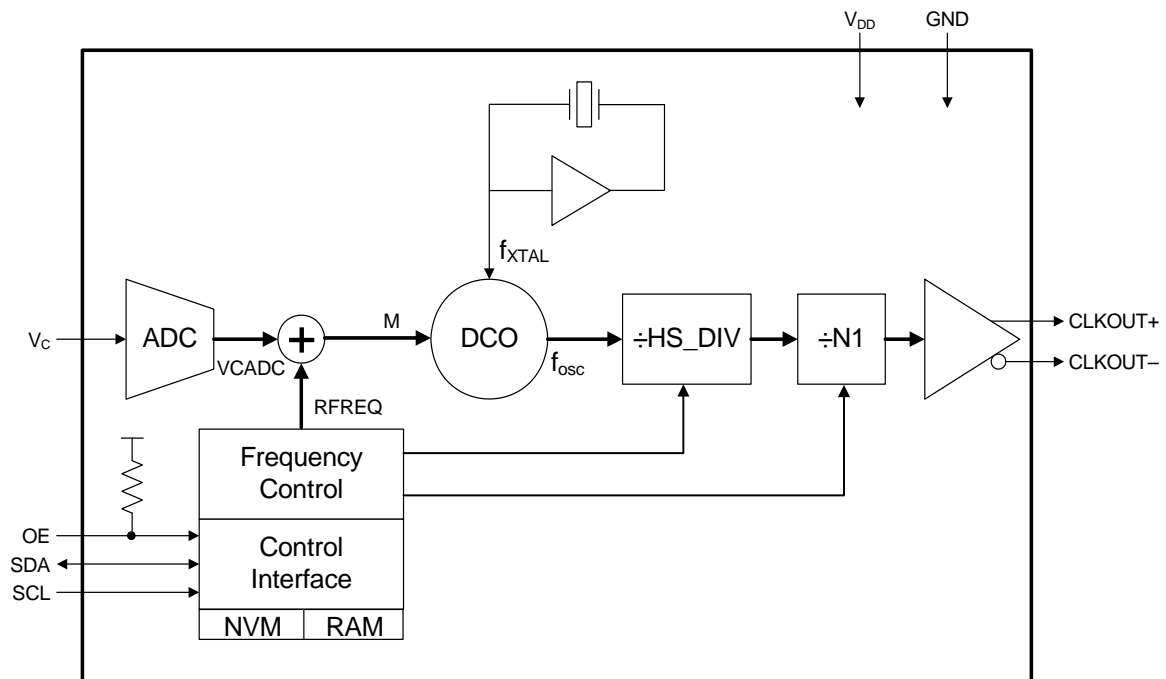 VDD
GND
fXTAL
VC
ADC
VCADC
+
M
DCO
fosc
÷HS_DIV
÷N1
CLKOUT+
CLKOUT–
RFREQ
Frequency
Control
OE
SDA
SCL
Control
Interface
NVM
RAM